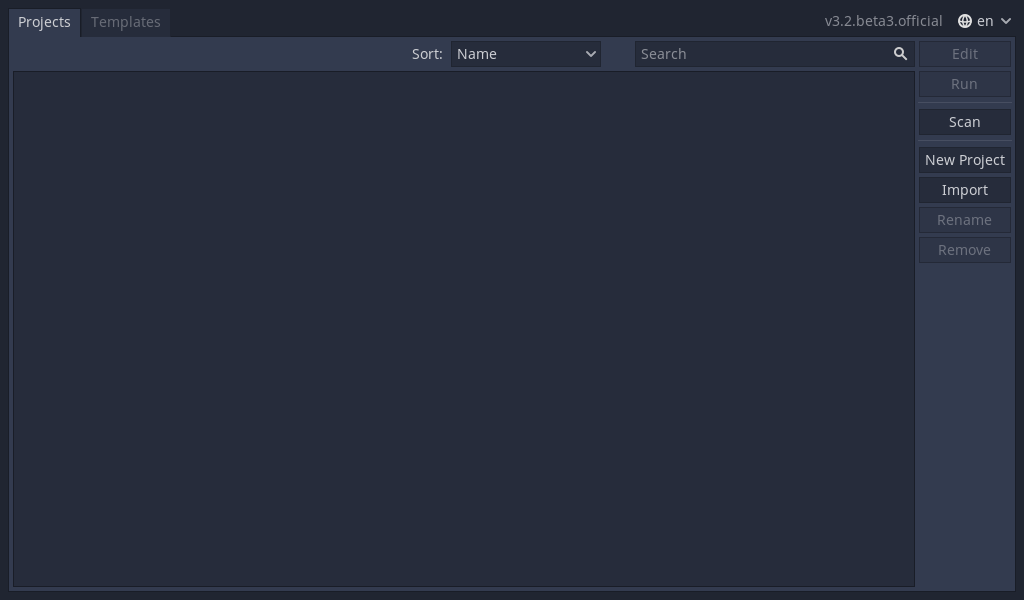 Projects Templates v3.2.beta3.official en
Sort: Name Search Edit
Run
Scan
New Project
Import
Rename
Remove